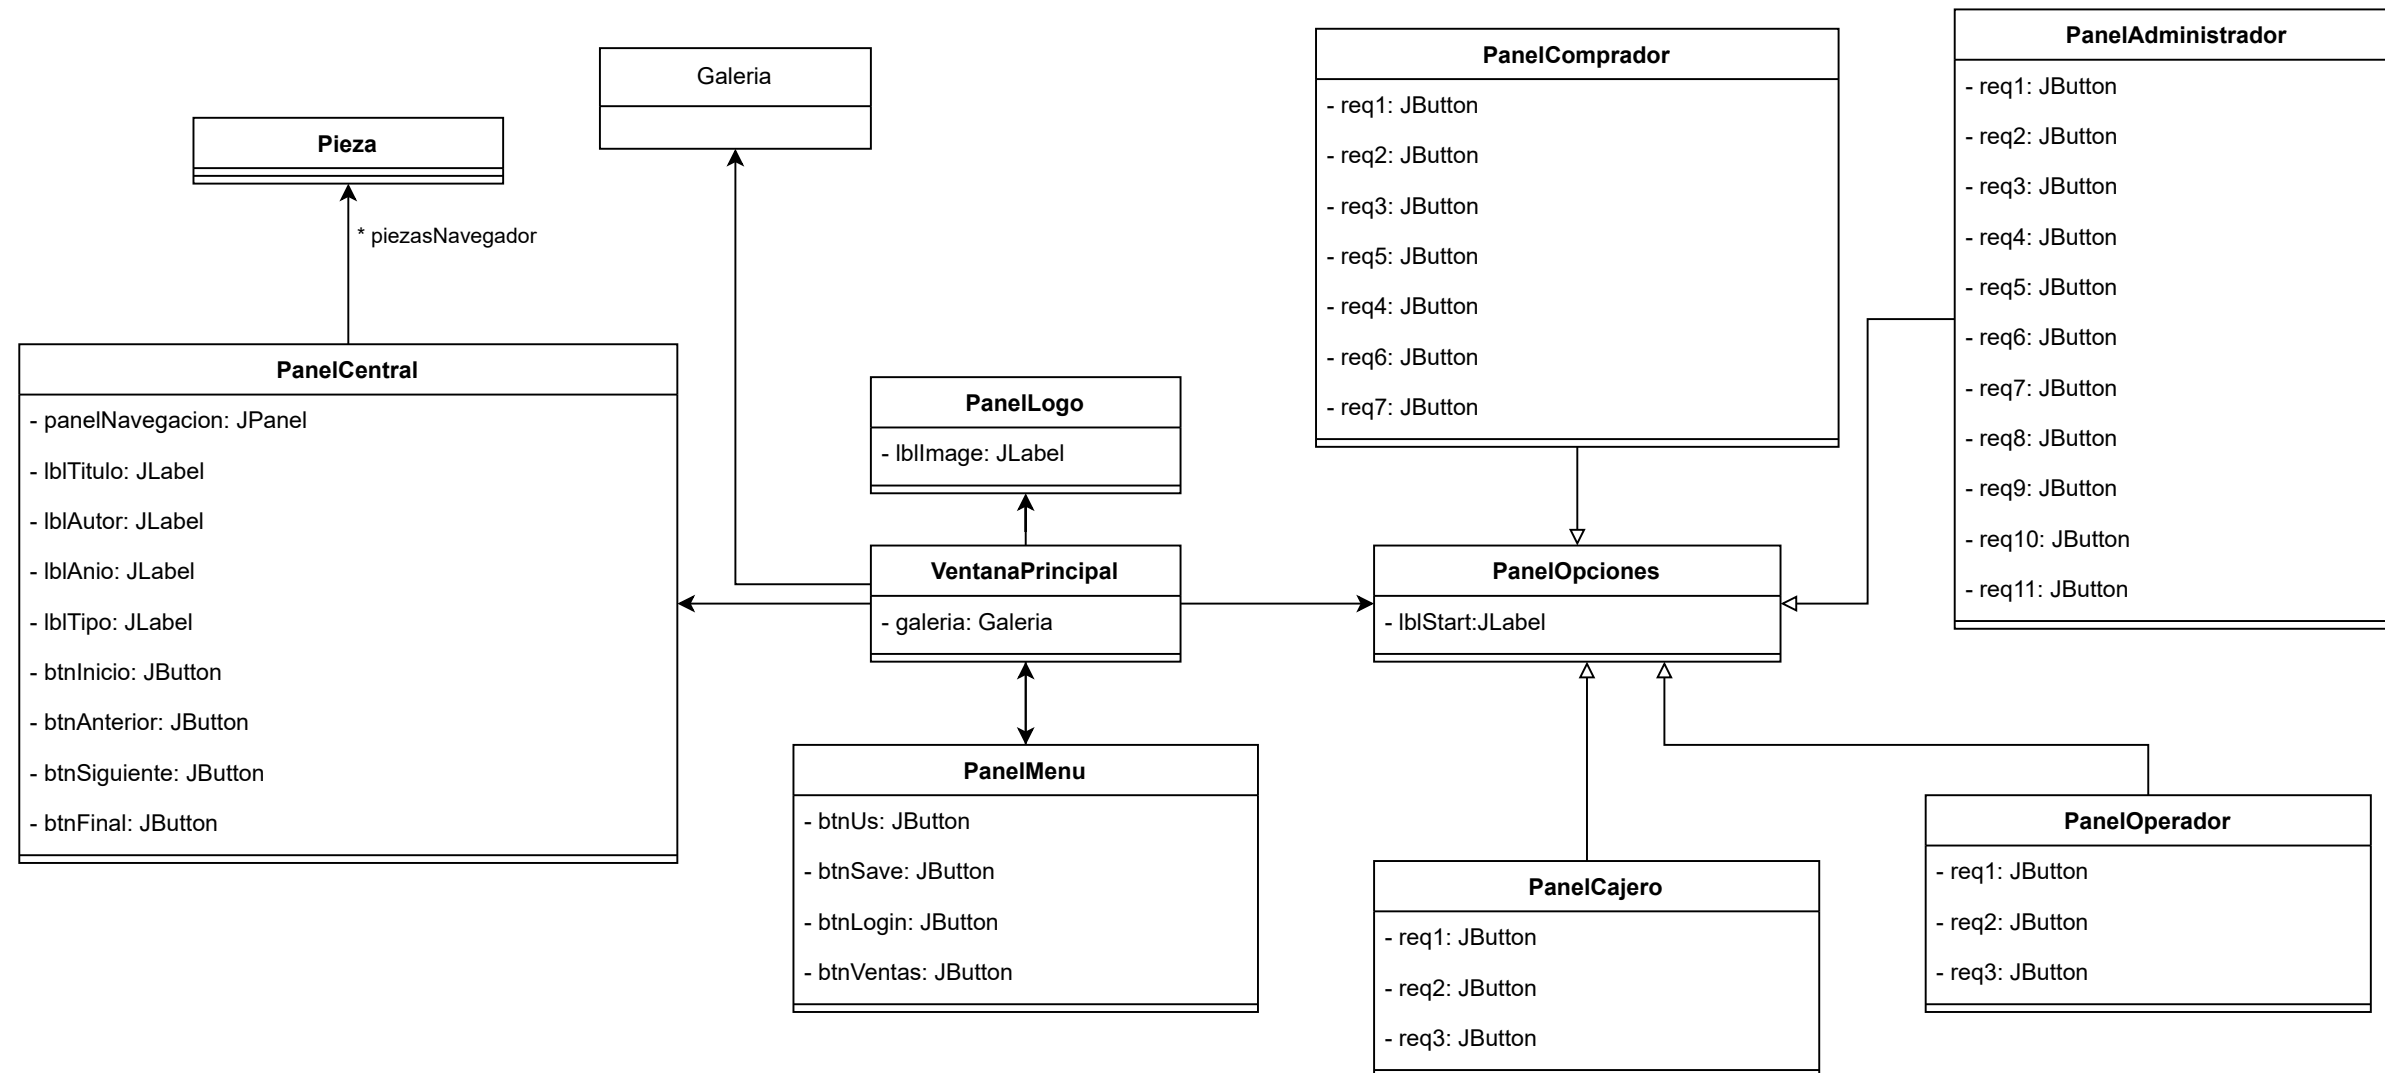 Galeria
Pieza
* piezasNavegador
PanelCentral
- panelNavegacion: JPanel
- lblTitulo: JLabel
- lblAutor: JLabel
- lblAnio: JLabel
- lblTipo: JLabel
- btnInicio: JButton
- btnAnterior: JButton
- btnSiguiente: JButton
- btnFinal: JButton
PanelLogo
- lblImage: JLabel
VentanaPrincipal
- galeria: Galeria
PanelMenu
- btnUs: JButton
- btnSave: JButton
- btnLogin: JButton
- btnVentas: JButton
PanelComprador
- req1: JButton
- req2: JButton
- req3: JButton
- req5: JButton
- req4: JButton
- req6: JButton
- req7: JButton
PanelOpciones
- lblStart:JLabel
PanelCajero
- req1: JButton
- req2: JButton
- req3: JButton
PanelAdministrador
- req1: JButton
- req2: JButton
- req3: JButton
- req4: JButton
- req5: JButton
- req6: JButton
- req7: JButton
- req8: JButton
- req9: JButton
- req10: JButton
- req11: JButton
PanelOperador
- req1: JButton
- req2: JButton
- req3: JButton